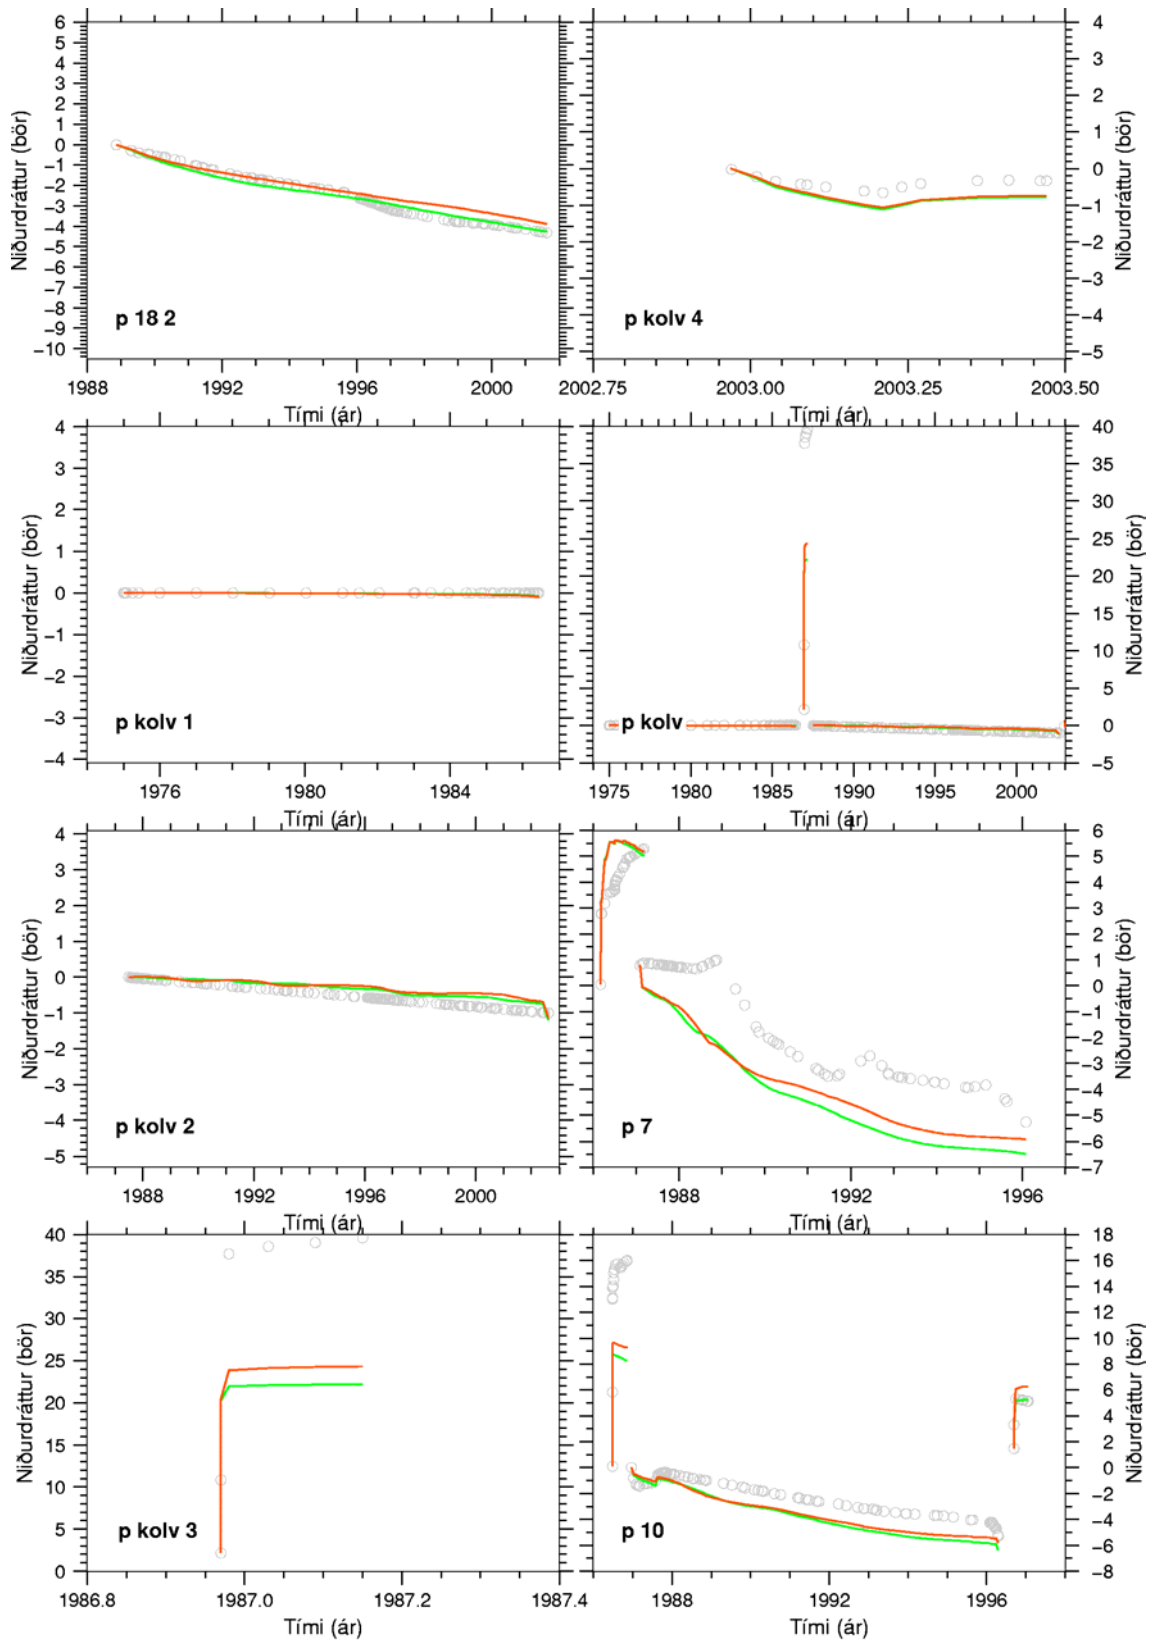 6
5
4
3
2
1
0
−1
−2
−3
−4
−5
−6
−7
−8
−9
−10
Niðurdráttur (bör)
p 18 2
1988 1992 1996 2000
Tími (ár)
4
3
2
1
0
−1
−2
−3
−4
−5
Niðurdráttur (bör)
p kolv 4
2002.75 2003.00 2003.25 2003.50
Tími (ár)
4
3
2
1
0
−1
−2
−3
−4
Niðurdráttur (bör)
p kolv 1
1976 1980 1984
Tími (ár)
40
35
30
25
20
15
10
5
0
−5
Niðurdráttur (bör)
p kolv
1975 1980 1985 1990 1995 2000
Tími (ár)
4
3
2
1
0
−1
−2
−3
−4
−5
Niðurdráttur (bör)
p kolv 2
1988 1992 1996 2000
Tími (ár)
6
5
4
3
2
1
0
−1
−2
−3
−4
−5
−6
−7
Niðurdráttur (bör)
p 7
1988 1992 1996
Tími (ár)
40
35
30
25
20
15
10
5
0
Niðurdráttur (bör)
p kolv 3
1986.8 1987.0 1987.2 1987.4
Tími (ár)
18
16
14
12
10
8
6
4
2
0
−2
−4
−6
−8
Niðurdráttur (bör)
p 10
1988 1992 1996
Tími (ár)